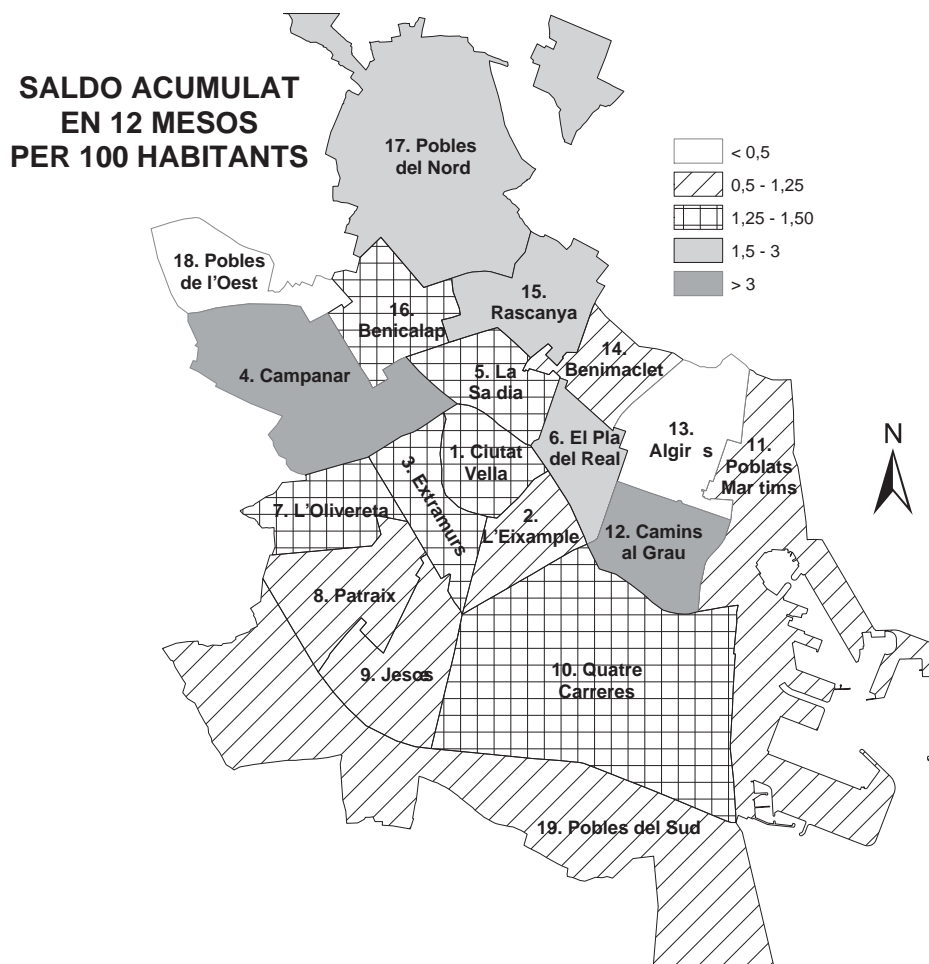 SALDO ACUMULAT
EN 12 MESOS
PER 100 HABITANTS
17. Pobles
del Nord
< 0,5
0,5 - 1,25
1,25 - 1,50
1,5 - 3
> 3
18. Pobles
de l'Oest
15.
Rascanya
16.
Benicalap
14.
Benimaclet
4. Campanar
5. La
Sa dia
6. El Pla
del Real
13.
Algir s
11.
Poblats
Mar tims
N
1. Ciutat
Vella
3. Extramurs
7. L'Olivereta
2.
L'Eixample
12. Camins
al Grau
8. Patraix
9. Jesœs
10. Quatre
Carreres
19. Pobles del Sud